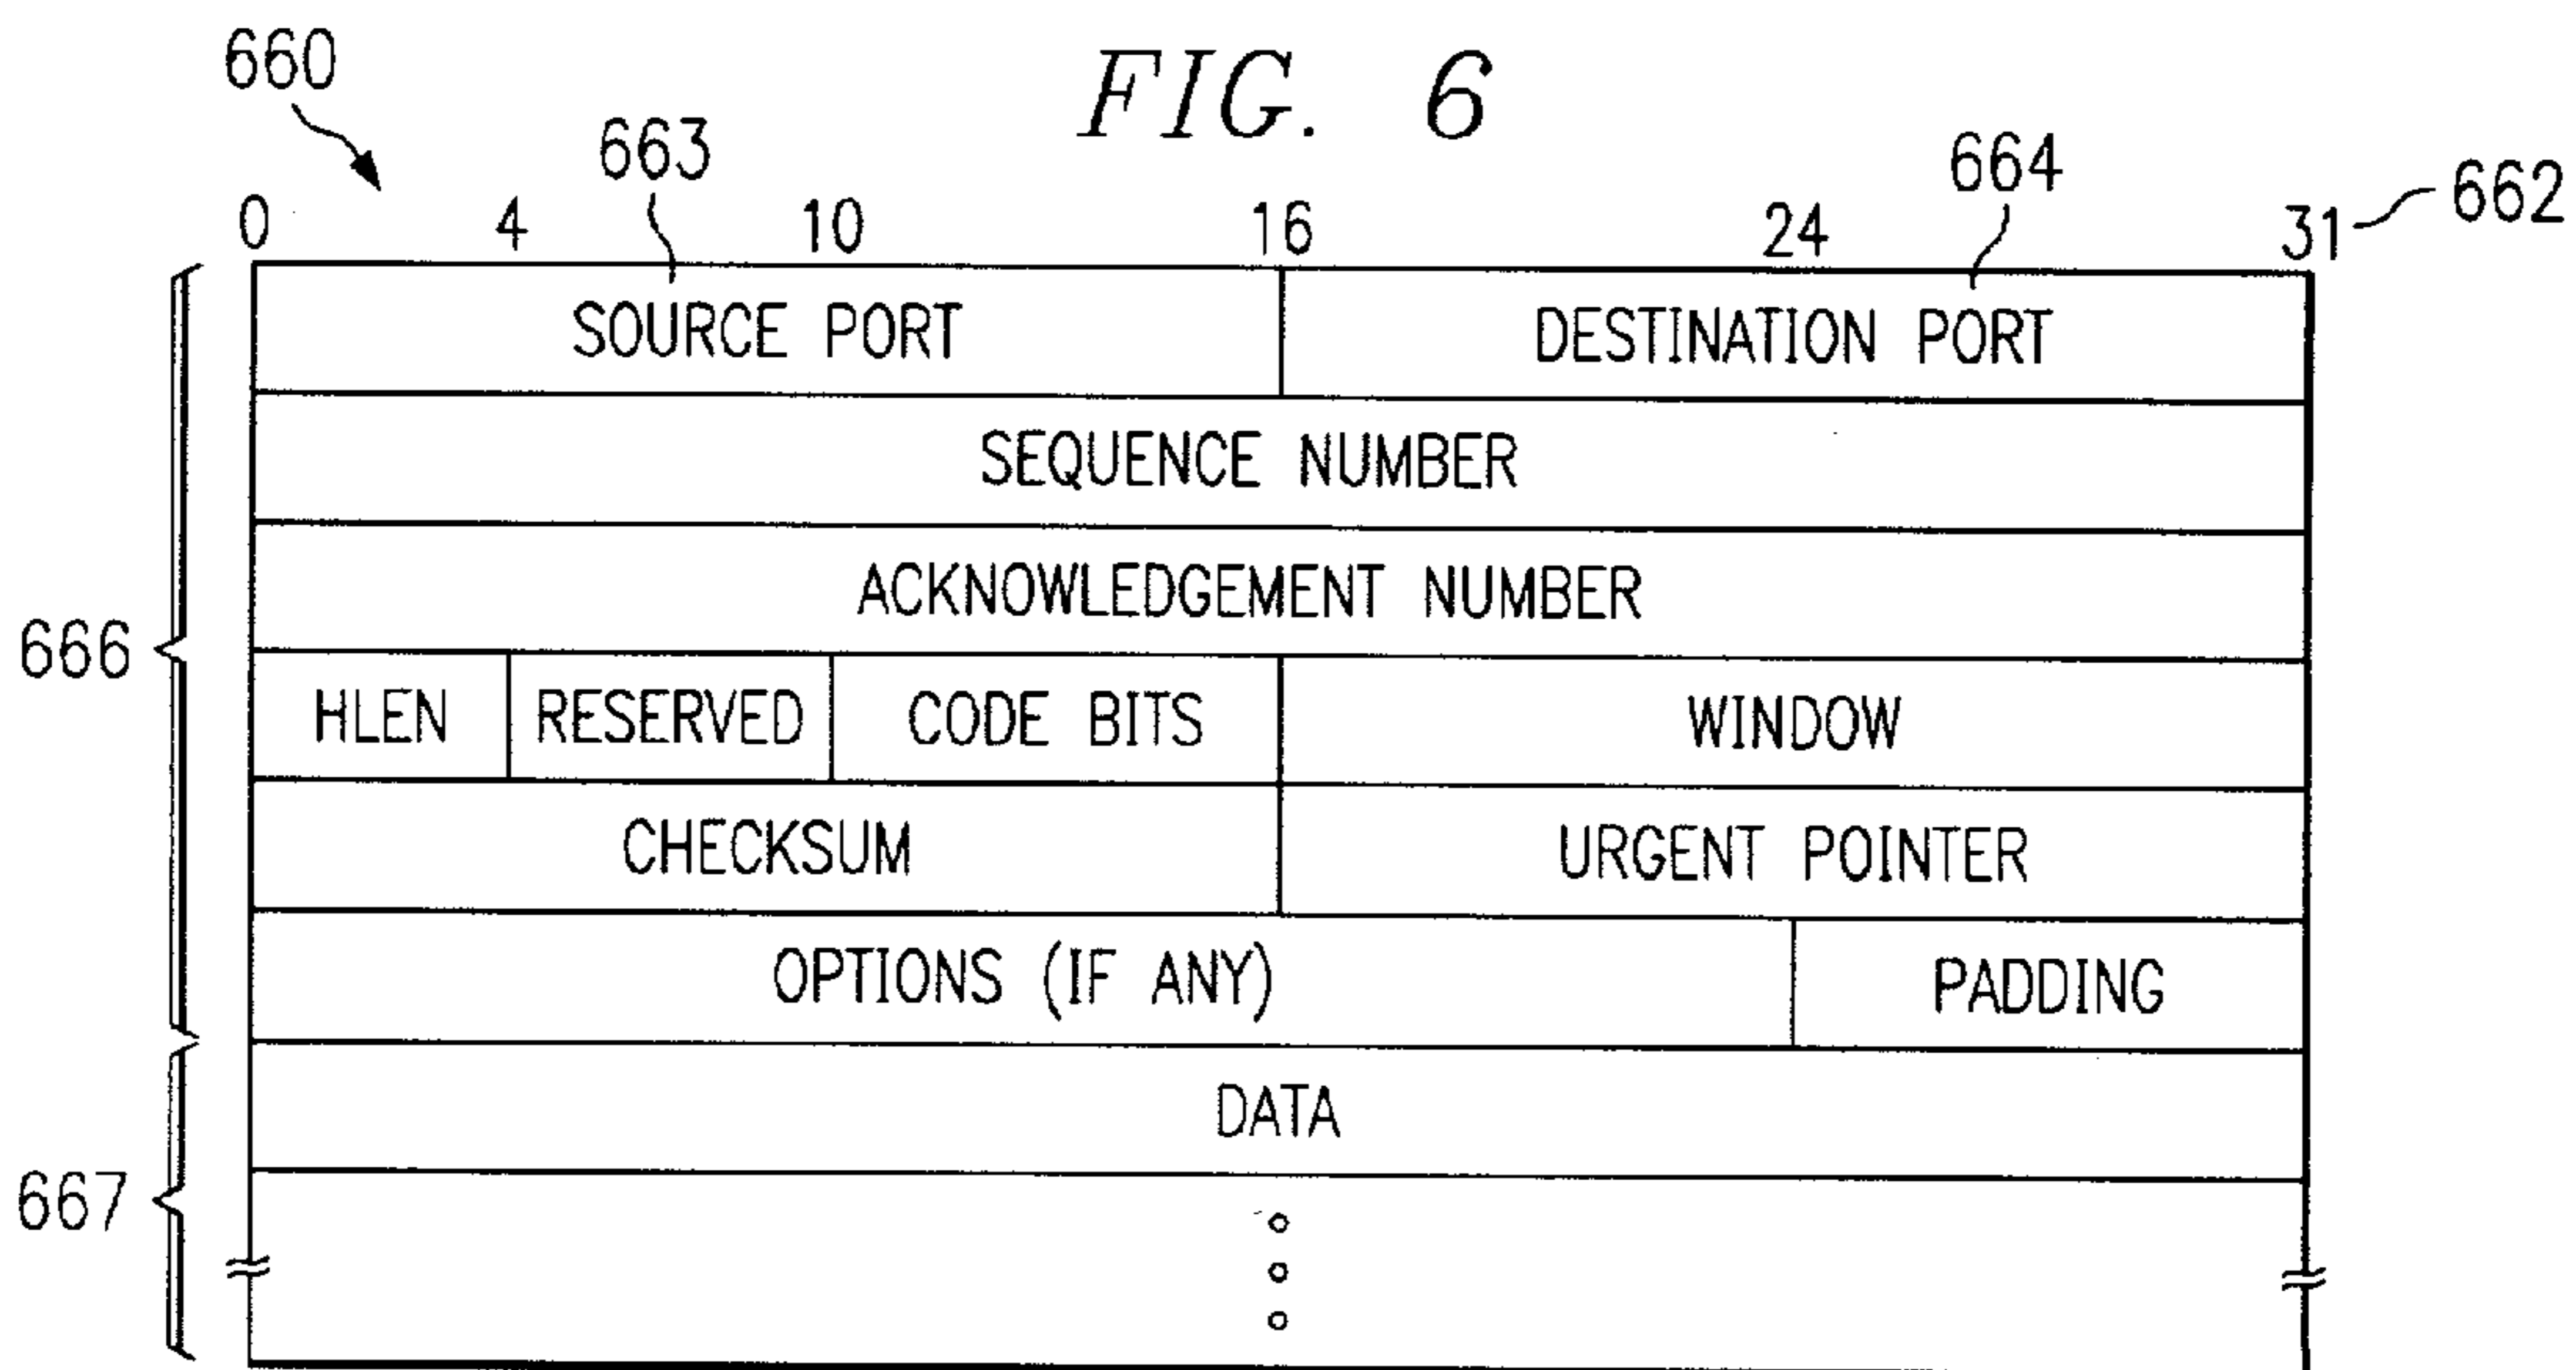 FIG. 6
660
663
664
662
0 4 10 16 24 31
SOURCE PORT DESTINATION PORT
SEQUENCE NUMBER
ACKNOWLEDGEMENT NUMBER
666
HLEN RESERVED CODE BITS WINDOW
CHECKSUM URGENT POINTER
OPTIONS (IF ANY) PADDING
DATA
667